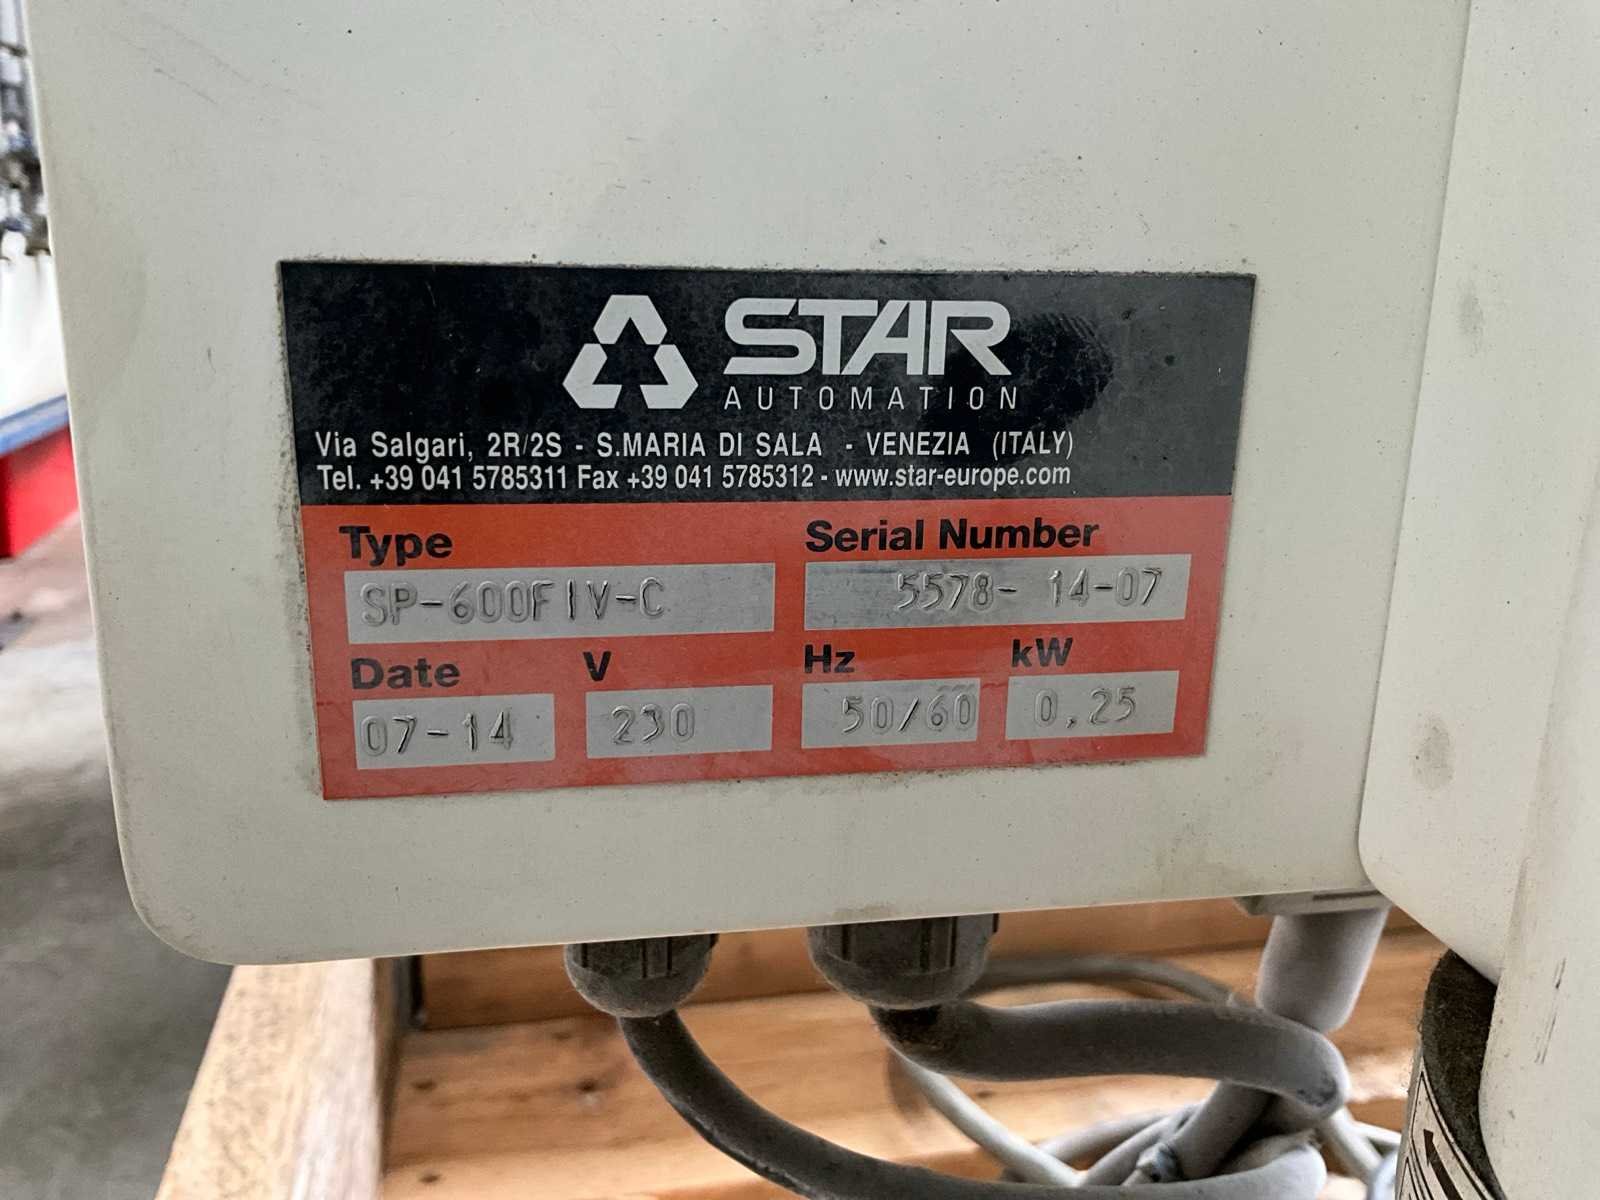 STAR
AUTOMATION
Via Salgari, 2R/2S - S.MARIA DI SALA - VENEZIA (ITALY)
Tel. +39 041 5785311 Fax +39 041 5785312 - www.star-europe.com
Type Serial Number
SP-600FIV-C 5578- 14-07
Date V Hz kW
07-14 230 50/60 0,25